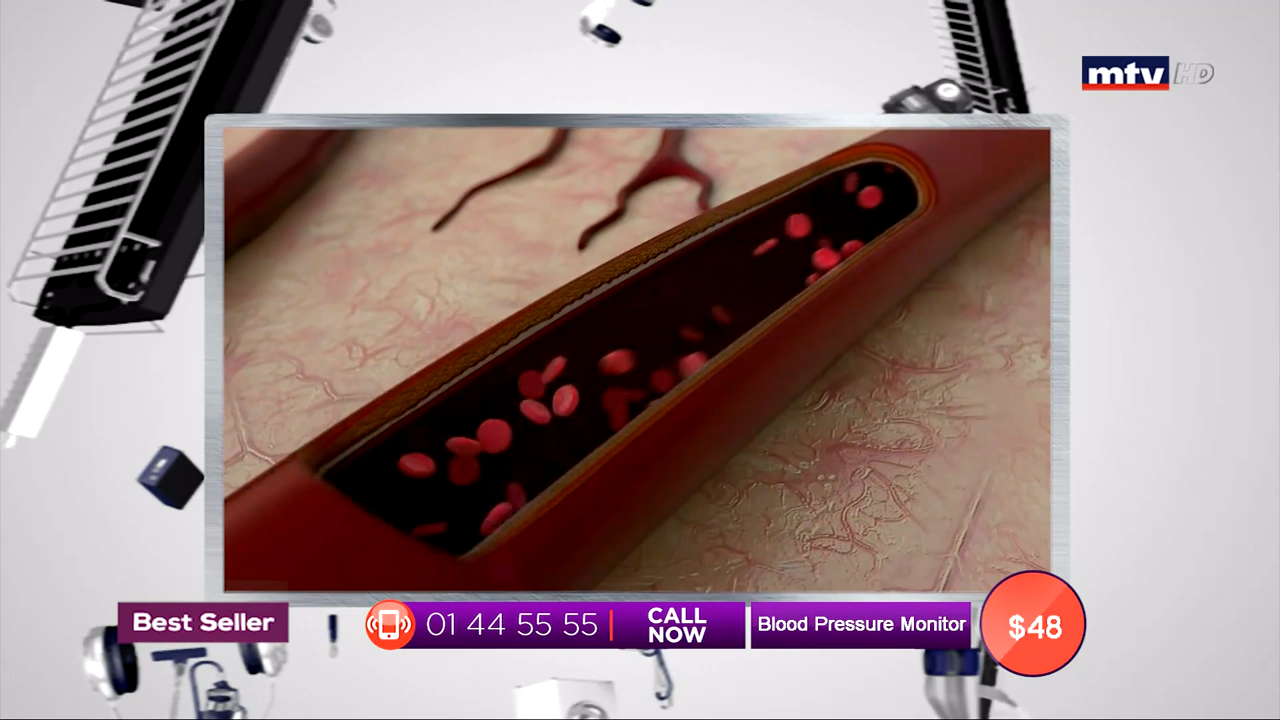 mtv HD
Best Seller
01 44 55 55
CALL
NOW
Blood Pressure Monitor
$48